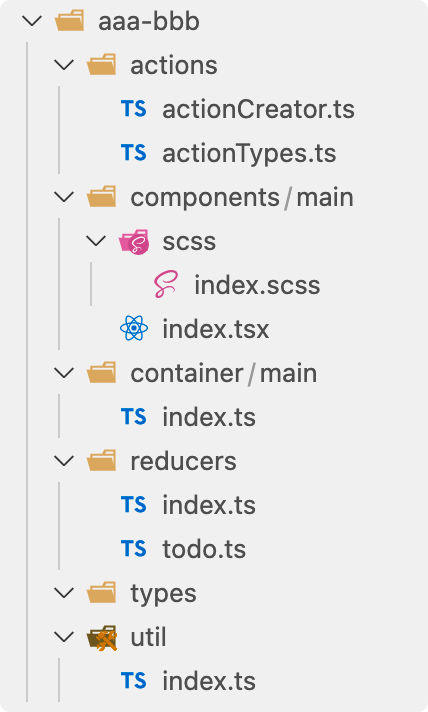 aaa-bbb
actions
TS actionCreator.ts
TS actionTypes.ts
components/main
scss
index.scss
index.tsx
container/main
TS index.ts
reducers
TS index.ts
TS todo.ts
types
util
TS index.ts